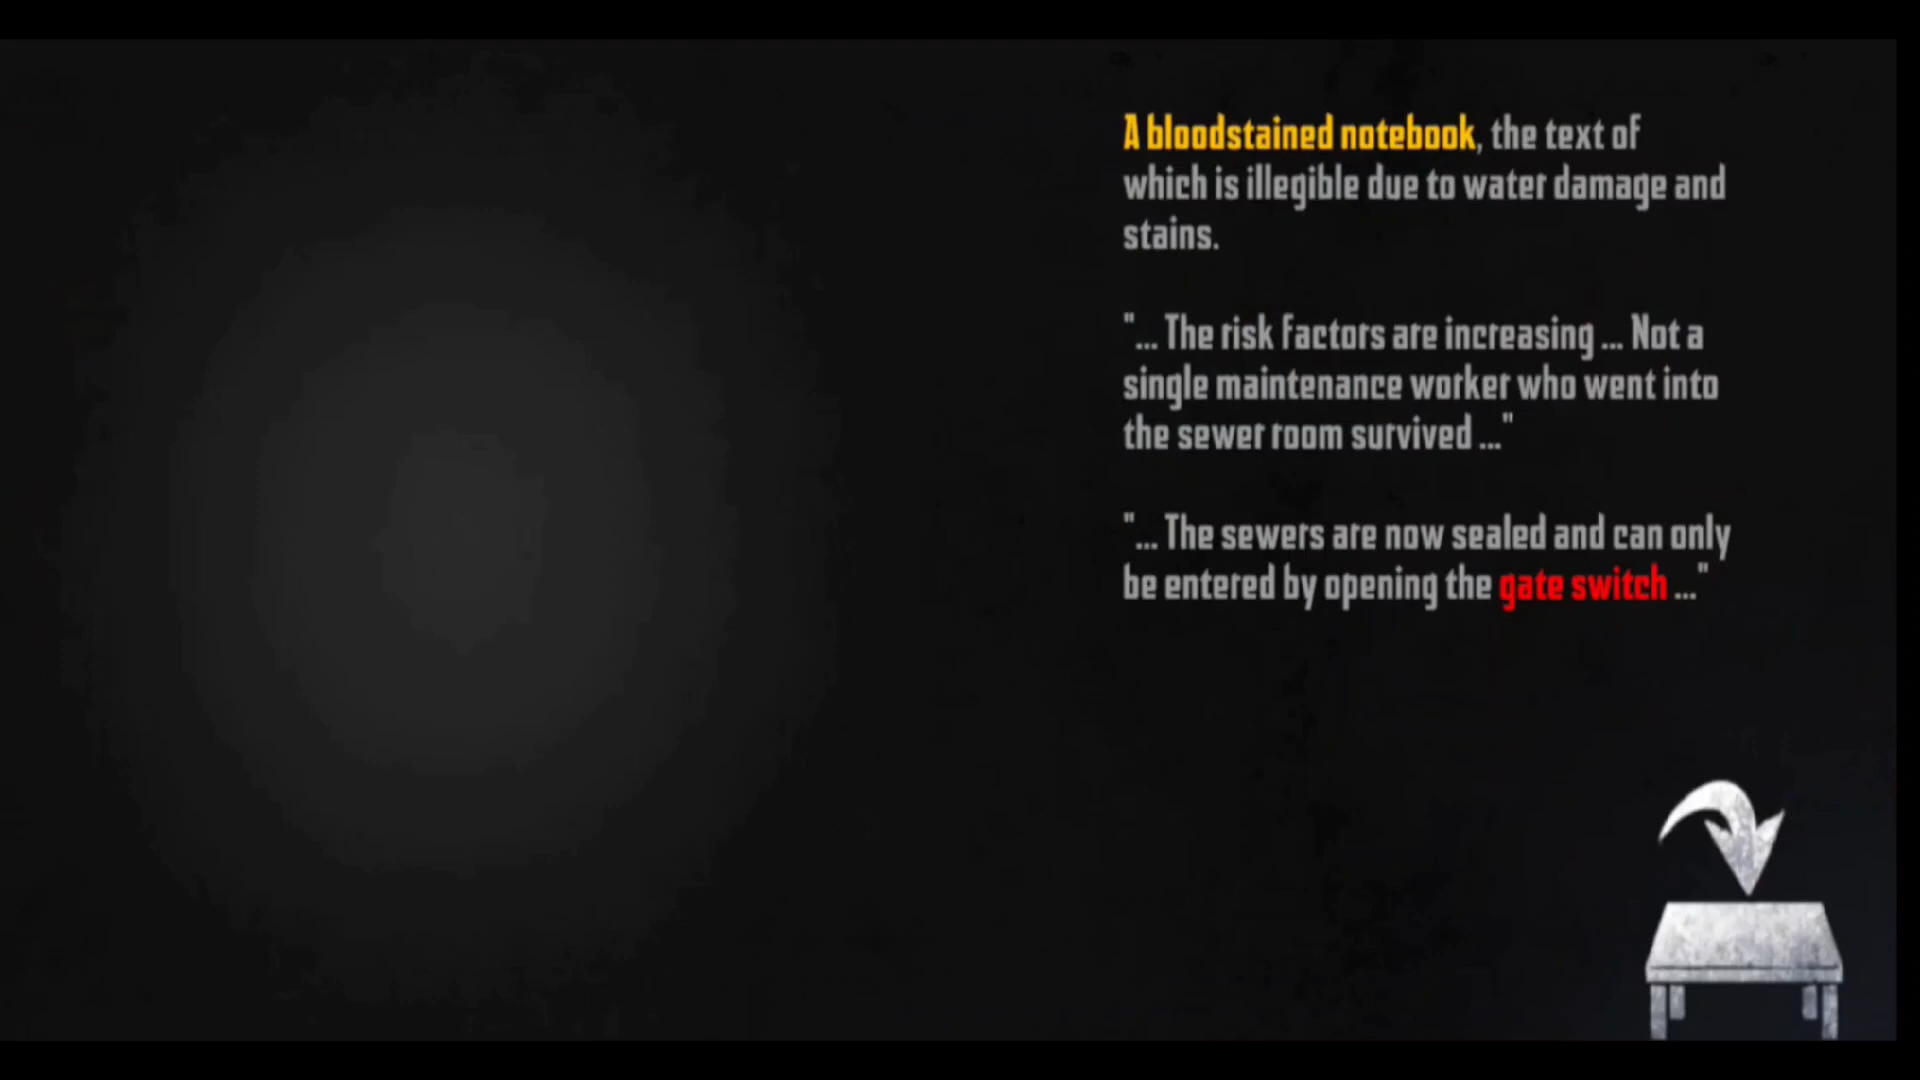 A bloodstained notebook, the text of
which is illegible due to water damage and
stains.
"... The risk factors are increasing ... Not a
single maintenance worker who went into
the sewer room survived ..."
"... The sewers are now sealed and can only
be entered by opening the gate switch ..."